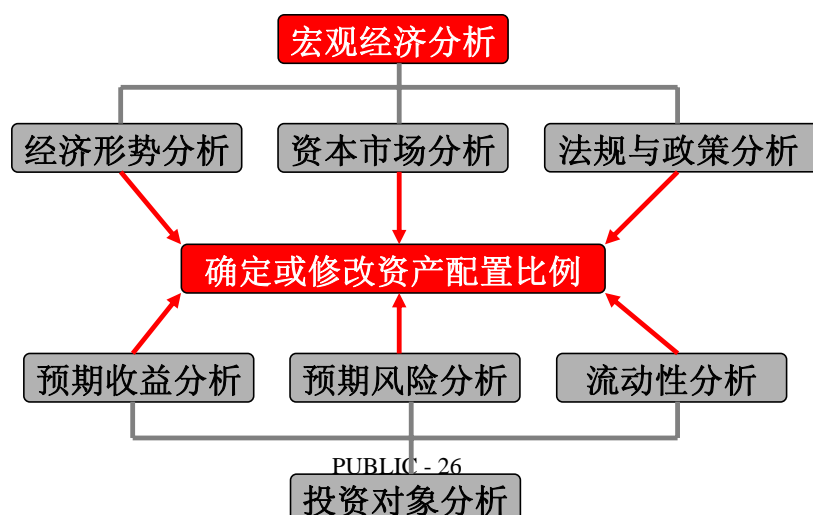 宏观经济分析
经济形势分析 资本市场分析 法规与政策分析
确定或修改资产配置比例
预期收益分析 预期风险分析 流动性分析
PUBLIC - 26
投资对象分析